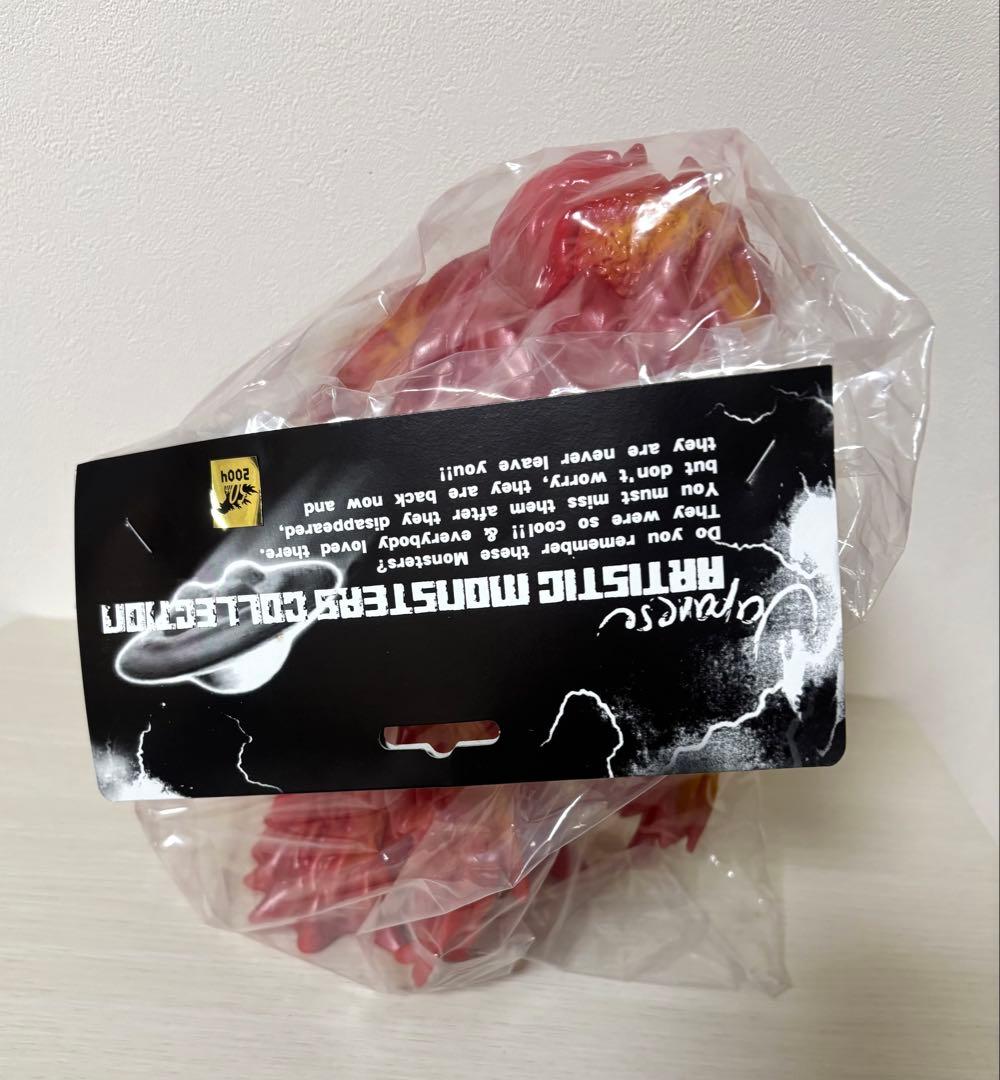 Japanese
ARTISTIC MONSTERS COLLECTION
Do you remember these Monsters?
They were so cool!! & everybody loved there.
You must miss them after they disappeared,
but don't worry, they are back now and
they are never leave you!!
2004